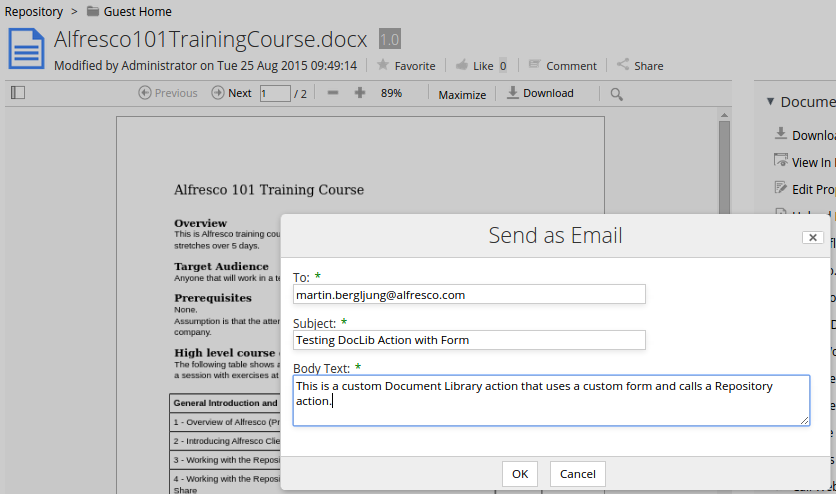 Repository > Guest Home
Alfresco101TrainingCourse.docx 1.0
Modified by Administrator on Tue 25 Aug 2015 09:49:14 Favorite Like 0 Comment Share
Previous Next 1 / 2 89% Maximize Download
Docume
Downlo
View In
Edit Pro
Alfresco 101 Training Course
Overview
This is Alfresco training cou
stretches over 5 days.
Target Audience
Anyone that will work in a te
Prerequisites
None.
Assumption is that the atten
company.
High level course
The following table shows a
a session with exercises at
General Introduction and
1 - Overview of Alfresco (Pr
2 - Introducing Alfresco Clie
3 - Working with the Reposi
4 - Working with the Reposi
Share
Send as Email
To: *
martin.bergljung@alfresco.com
Subject: *
Testing DocLib Action with Form
Body Text: *
This is a custom Document Library action that uses a custom form and calls a Repository
action.
OK Cancel